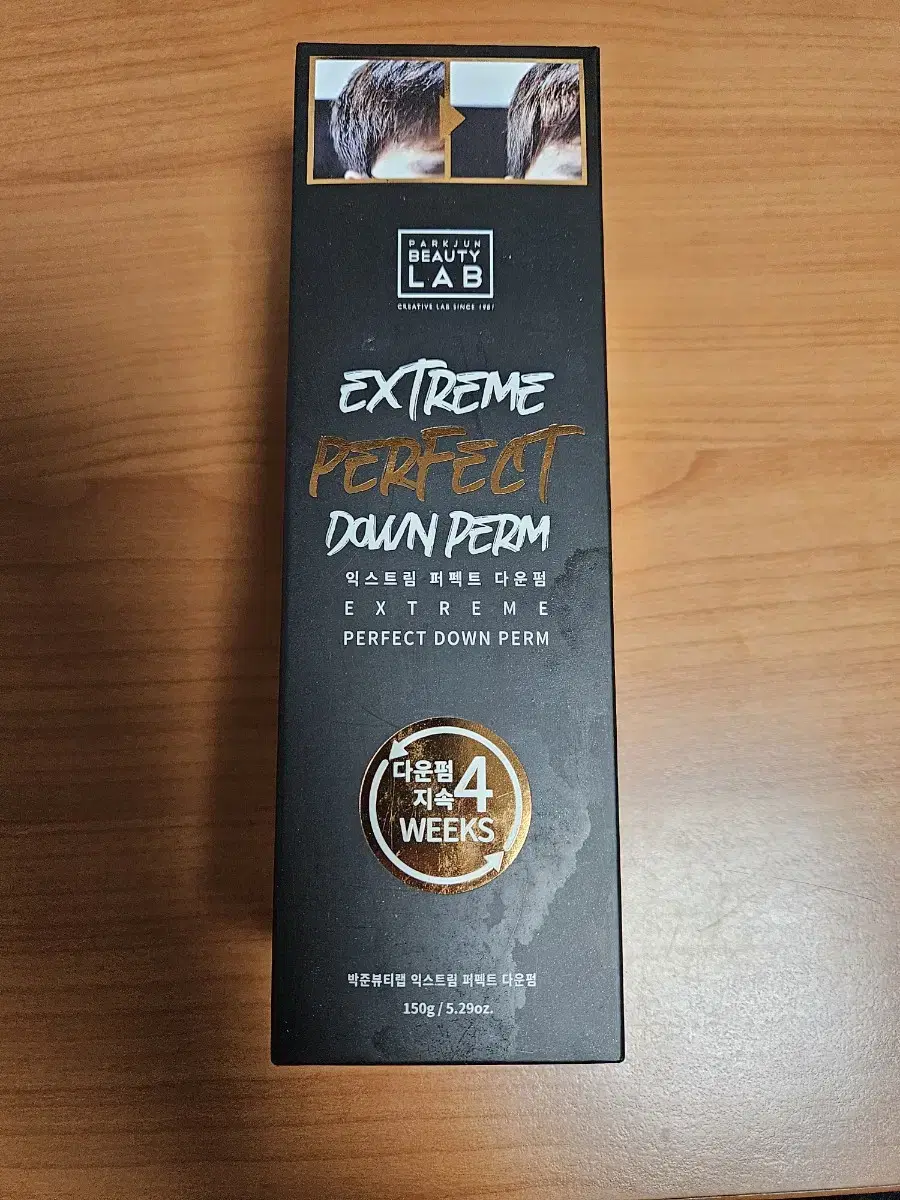 PARKJUN
BEAUTY
LAB
CREATIVE LAB SINCE 1981
EXTREME
PERFECT
DOWN PERM
익스트림 퍼펙트 다운펌
EXTREME
PERFECT DOWN PERM
다운펌
지속 4
WEEKS
박준뷰티랩 익스트림 퍼펙트 다운펌
150g / 5.29oz.